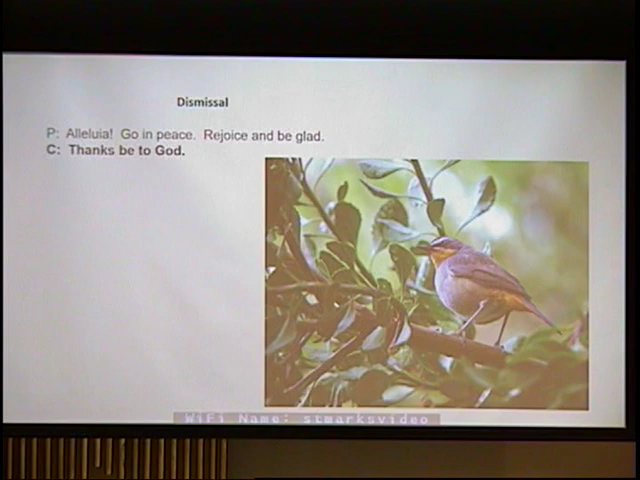 Dismissal
P: Alleluia! Go in peace. Rejoice and be glad.
C: Thanks be to God.
WiFi Name: stmarksvideo